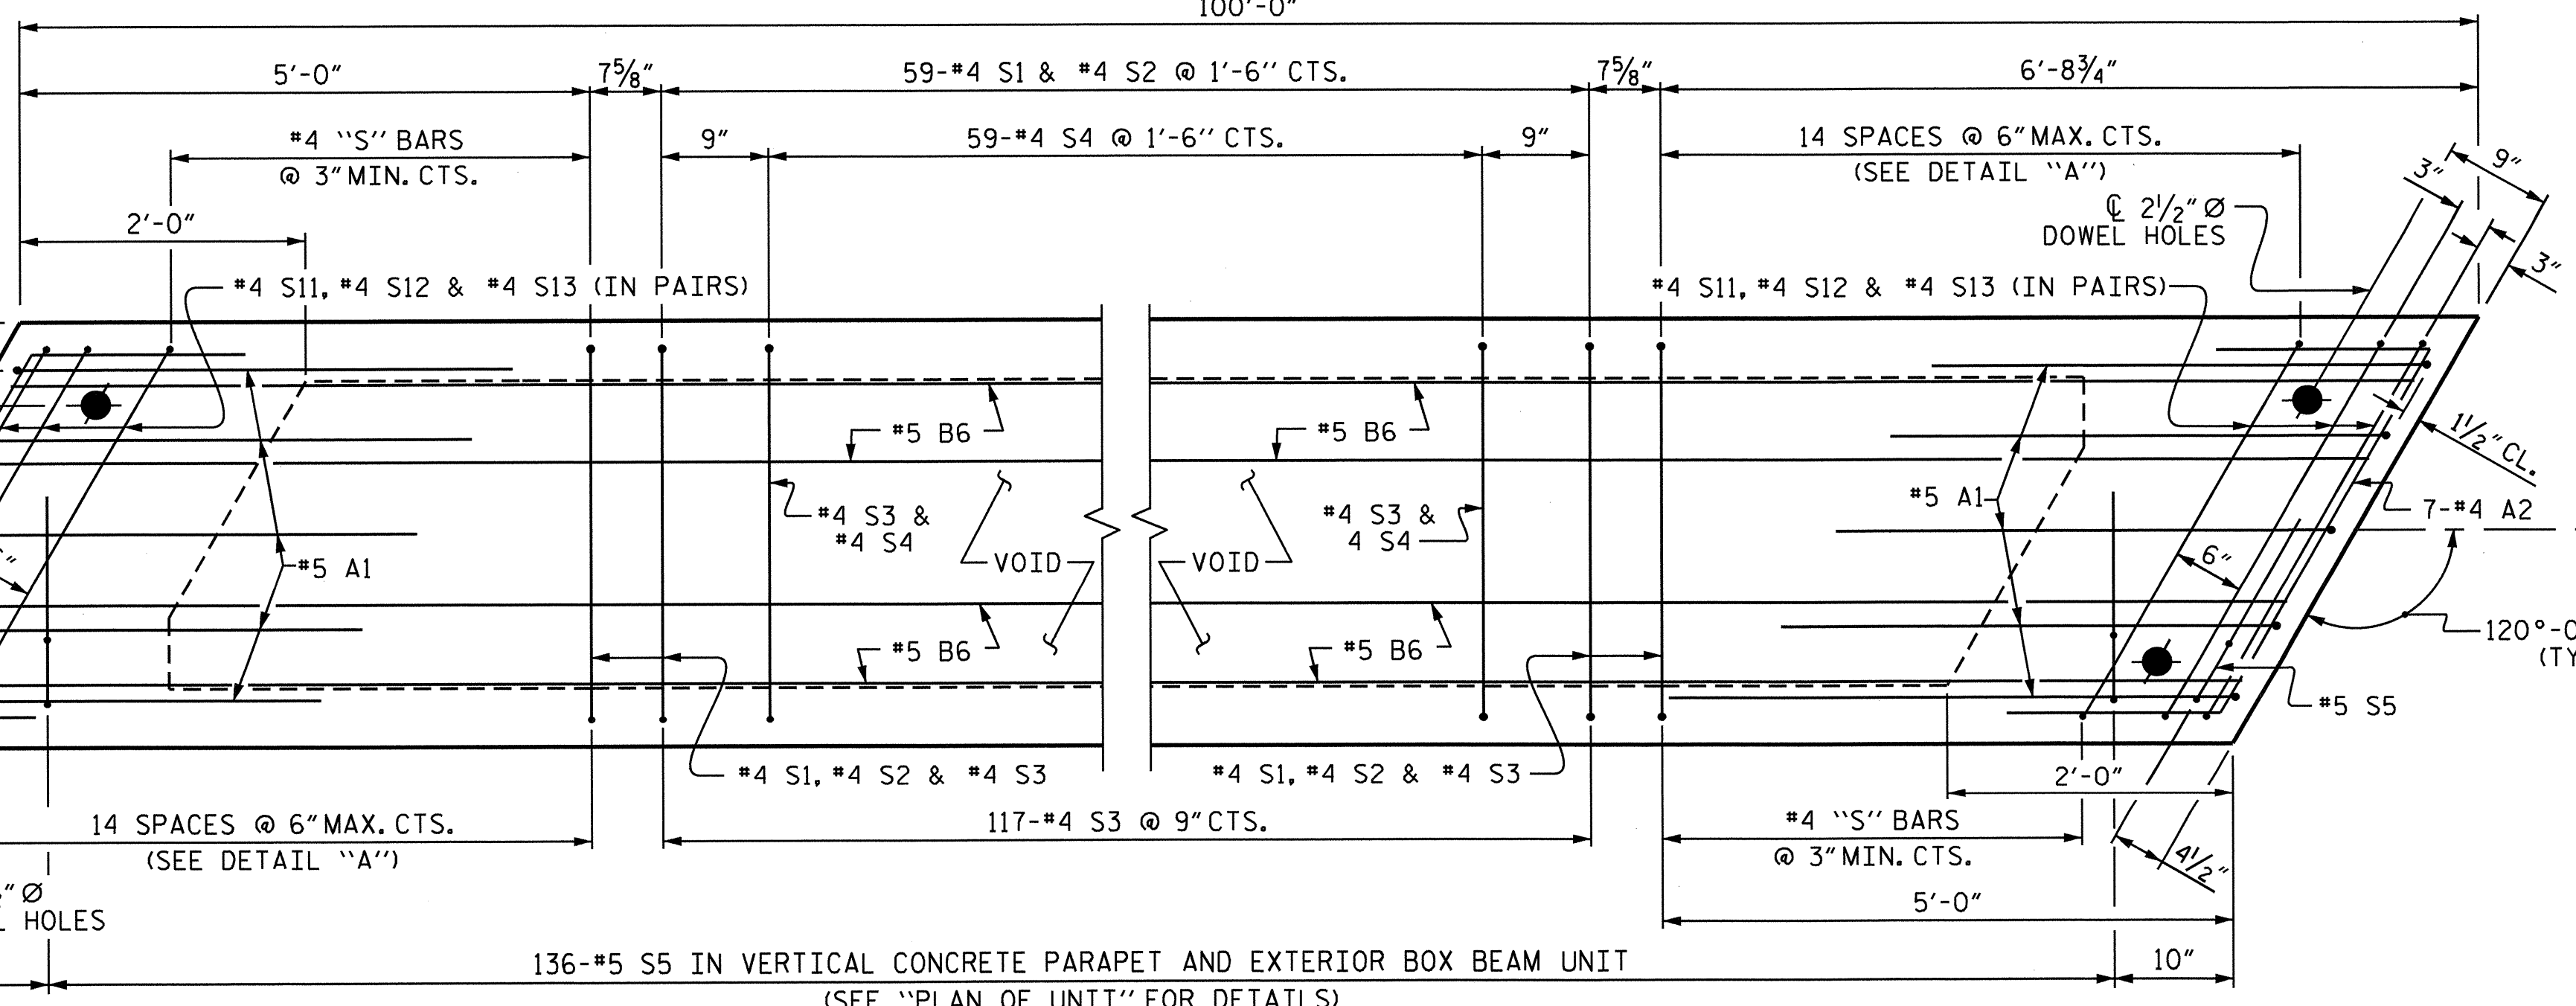 100'-0"
5'-0"
7⅝"
59-#4 S1 & #4 S2 @ 1'-6" CTS.
7⅝"
6'-8¾"
#4 "S" BARS
@ 3" MIN. CTS.
9"
59-#4 S4 @ 1'-6" CTS.
9"
14 SPACES @ 6" MAX. CTS.
(SEE DETAIL "A")
3"
9"
2'-0"
℄ 2½" Ø
DOWEL HOLES
3"
#4 S11, #4 S12 & #4 S13 (IN PAIRS)
#4 S11, #4 S12 & #4 S13 (IN PAIRS)
#5 B6
#5 B6
1½" CL.
#4 S3 &
#4 S4
#4 S3 &
4 S4
#5 A1
7-#4 A2
VOID
VOID
#5 A1
6"
#5 B6
#5 B6
120°-0
(TY
#5 S5
#4 S1, #4 S2 & #4 S3
#4 S1, #4 S2 & #4 S3
2'-0"
14 SPACES @ 6" MAX. CTS.
(SEE DETAIL "A")
117-#4 S3 @ 9" CTS.
#4 "S" BARS
@ 3" MIN. CTS.
4½"
" Ø
HOLES
5'-0"
136-#5 S5 IN VERTICAL CONCRETE PARAPET AND EXTERIOR BOX BEAM UNIT
(SEE "PLAN OF UNIT" FOR DETAILS)
10"